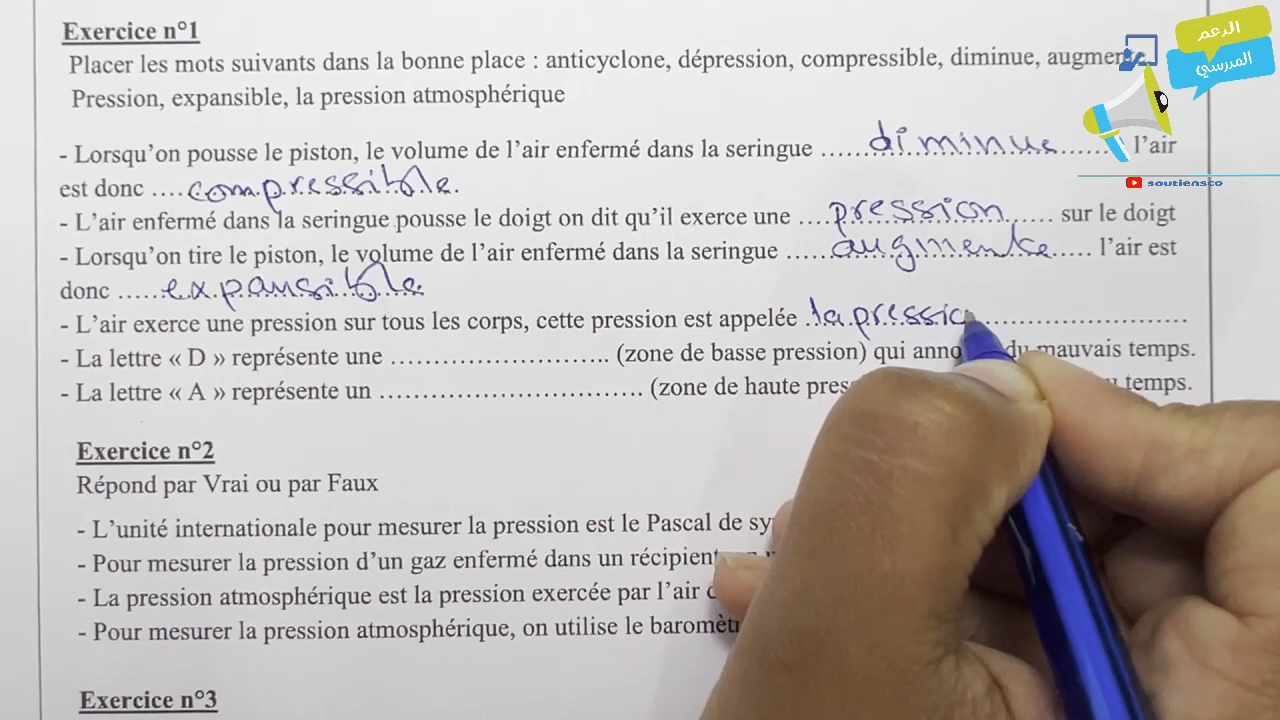 Exercice n°1
الدعم
المدرسي
Placer les mots suivants dans la bonne place : anticyclone, dépression, compressible, diminue, augmente,
Pression, expansible, la pression atmosphérique
- Lorsqu'on pousse le piston, le volume de l'air enfermé dans la seringue ......diminue...... l'air
est donc ....compressible.
soutiensco
- L'air enfermé dans la seringue pousse le doigt on dit qu'il exerce une ....pression...... sur le doigt
- Lorsqu'on tire le piston, le volume de l'air enfermé dans la seringue ......augmente..... l'air est
donc ......expansible.
- L'air exerce une pression sur tous les corps, cette pression est appelée ..la pressio..............................
- La lettre « D » représente une ................................. (zone de basse pression) qui du mauvais temps.
- La lettre « A » représente un ....................................... (zone de haute temps.
Exercice n°2
Répond par Vrai ou par Faux
- L'unité internationale pour mesurer la pression est le Pascal de
- Pour mesurer la pression d'un gaz enfermé dans un récipient
- La pression atmosphérique est la pression exercée par l'air
- Pour mesurer la pression atmosphérique, on utilise le
Exercice n°3